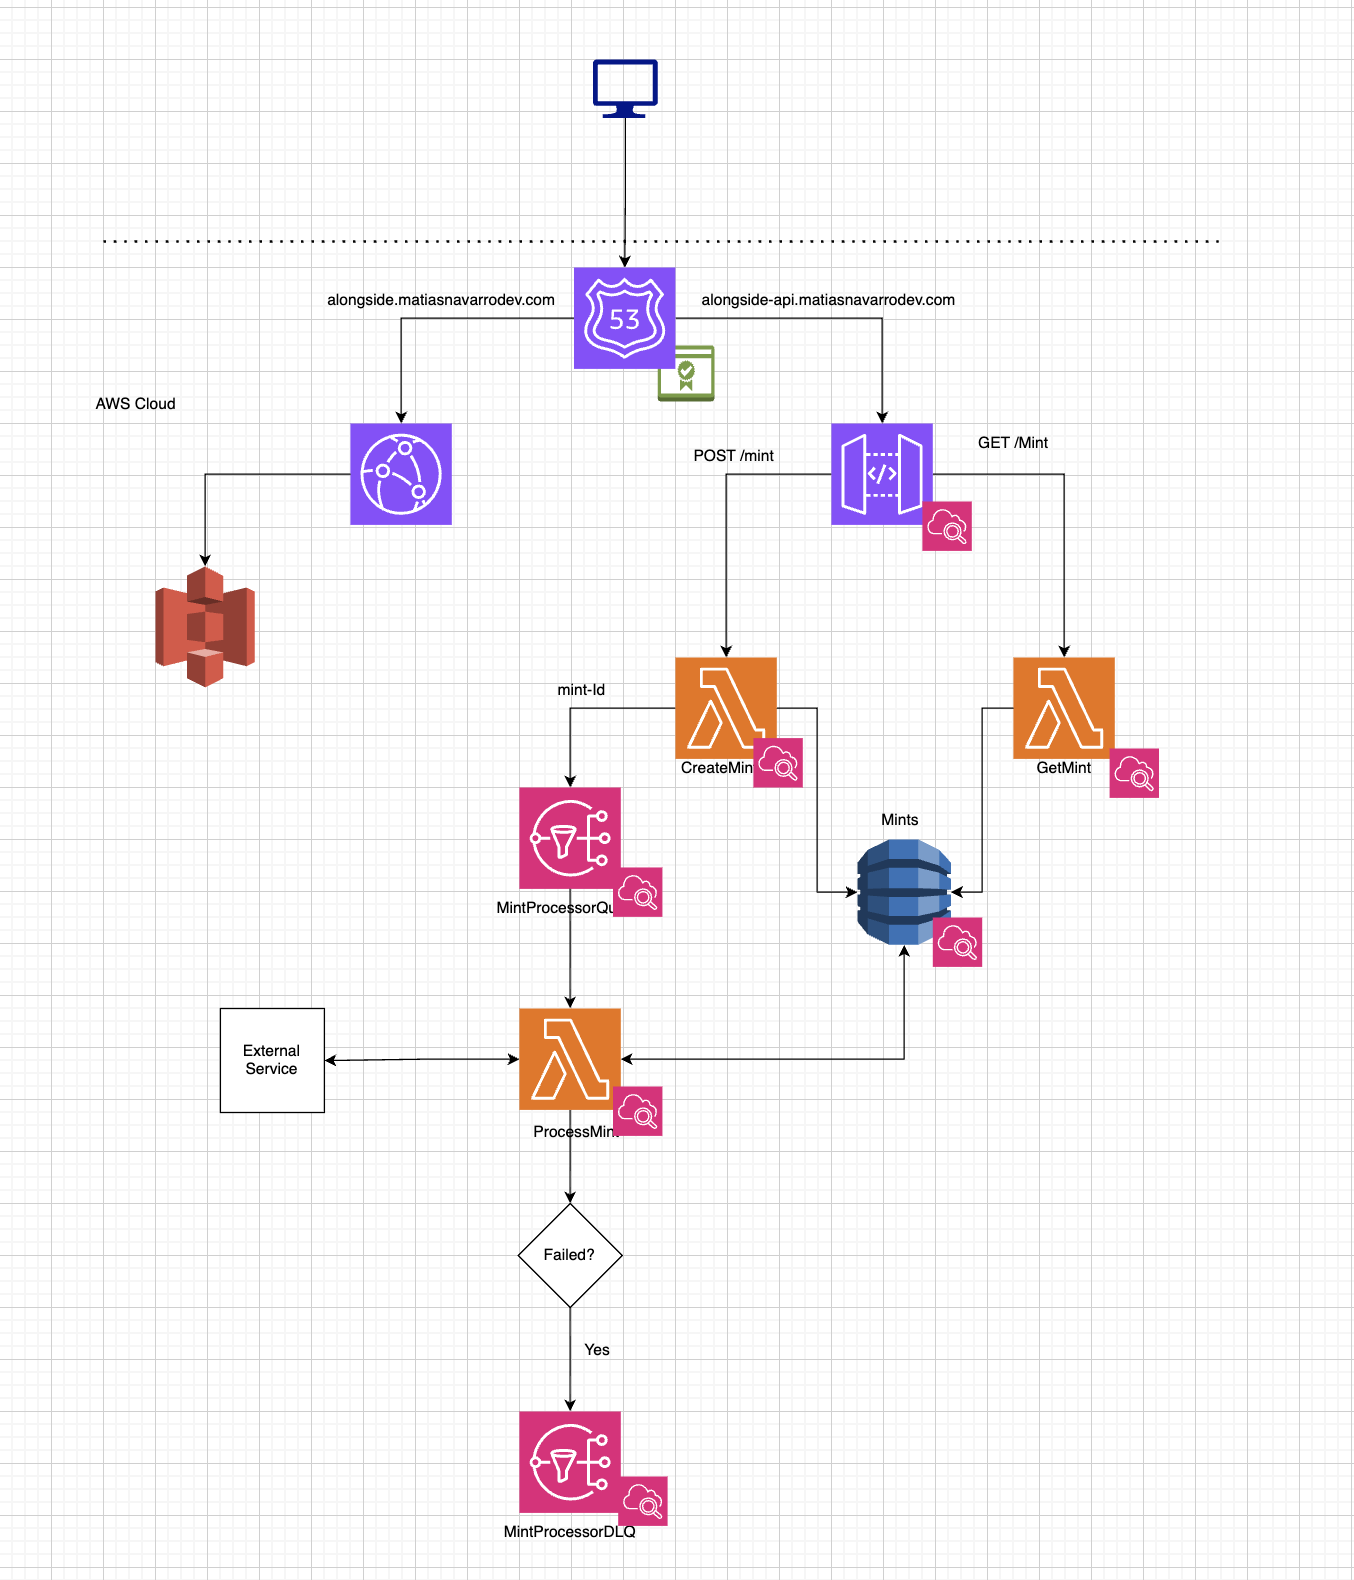 alongside.matiasnavarrodev.com
53
alongside-api.matiasnavarrodev.com
AWS Cloud
POST /mint
</>
GET /Mint
mint-Id
CreateMin
GetMint
Mints
MintProcessorQu
External
Service
ProcessMint
Failed?
Yes
MintProcessorDLQ